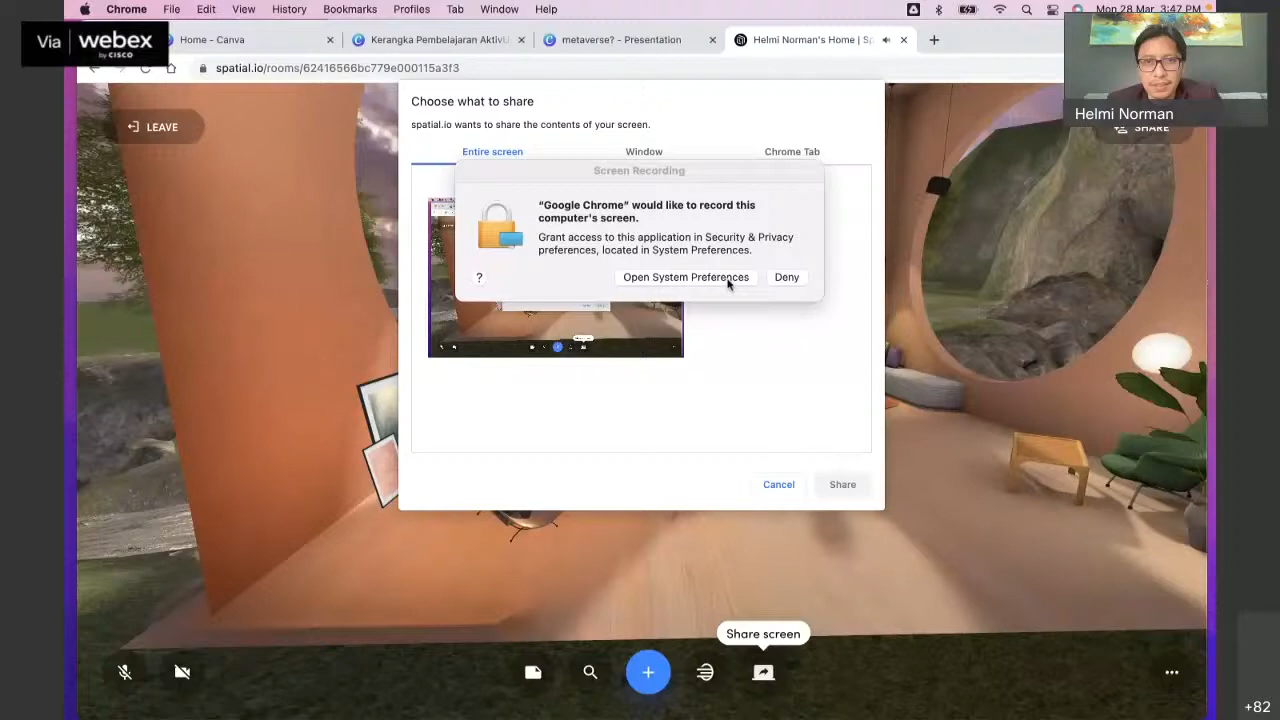 Chrome File Edit View History Bookmarks Profiles Tab Window Help Mon 28 Mar 3:47 PM
Via webex
by CISCO
Home - Canva
Kerangka Penulisan dan AktivU
metaverse? - Presentation
Helmi Norman's Home | Sp
spatial.io/rooms/62416566bc779e000115a353
Helmi Norman
LEAVE
SHARE
Choose what to share
spatial.io wants to share the contents of your screen.
Entire screen
Window
Chrome Tab
Screen Recording
“Google Chrome” would like to record this
computer's screen.
Grant access to this application in Security & Privacy
preferences, located in System Preferences.
?
Open System Preferences
Deny
Cancel
Share
Share screen
+82